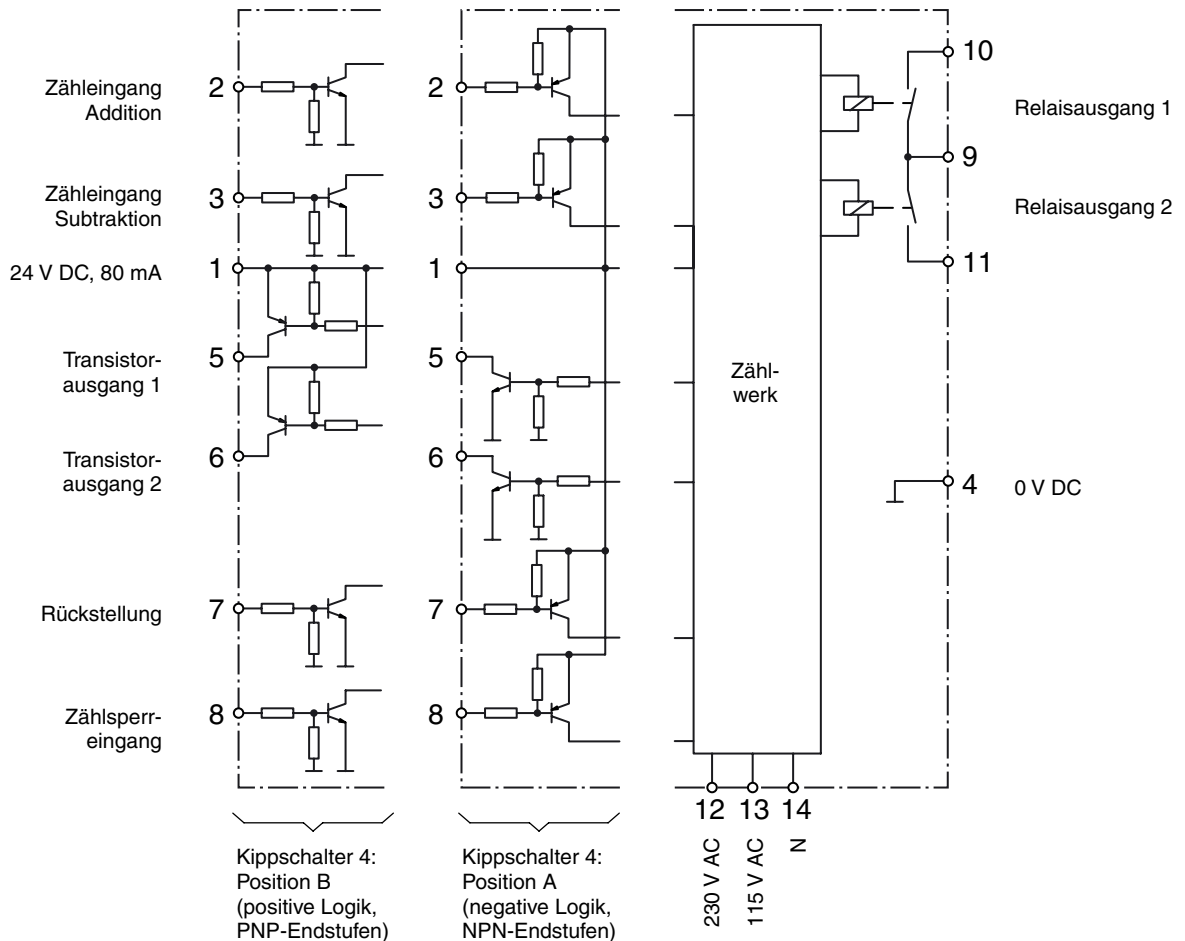 Zähleingang
Addition
2
2
10
Relaisausgang 1
9
Zähleingang
Subtraktion
3
3
Relaisausgang 2
24 V DC, 80 mA
1
1
11
Transistor-
ausgang 1
5
5
Zähl-
werk
Transistor-
ausgang 2
6
6
4
0 V DC
Rückstellung
7
7
Zählsperr-
eingang
8
8
12
13
14
230 V AC
115 V AC
N
Kippschalter 4:
Position B
(positive Logik,
PNP-Endstufen)
Kippschalter 4:
Position A
(negative Logik,
NPN-Endstufen)